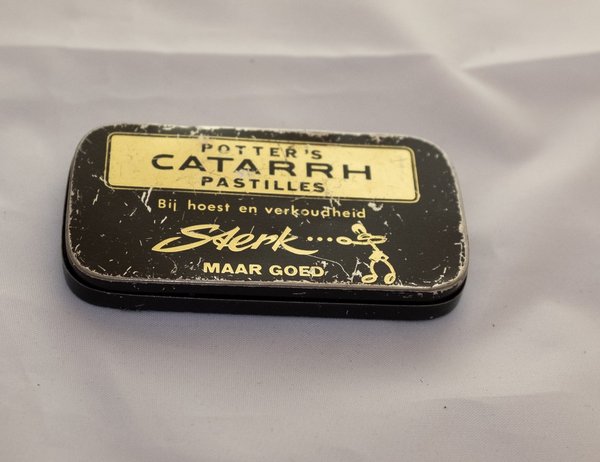 POTTER'S
CATARRH
PASTILLES
Bij hoest en verkoudheid
Sterk...
MAAR GOED